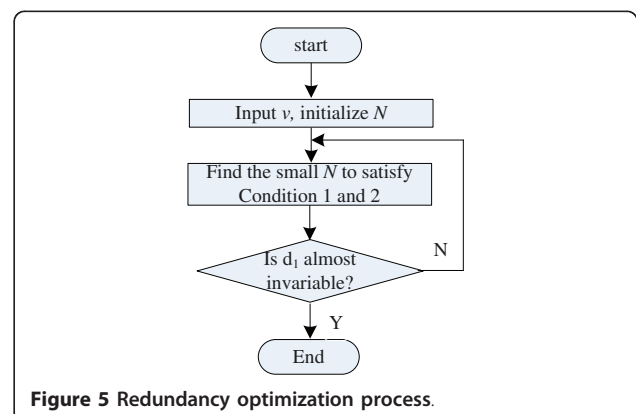 start
Input v, initialize N
Find the small N to satisfy
Condition 1 and 2
Is d₁ almost
invariable?
N
Y
End
Figure 5 Redundancy optimization process.